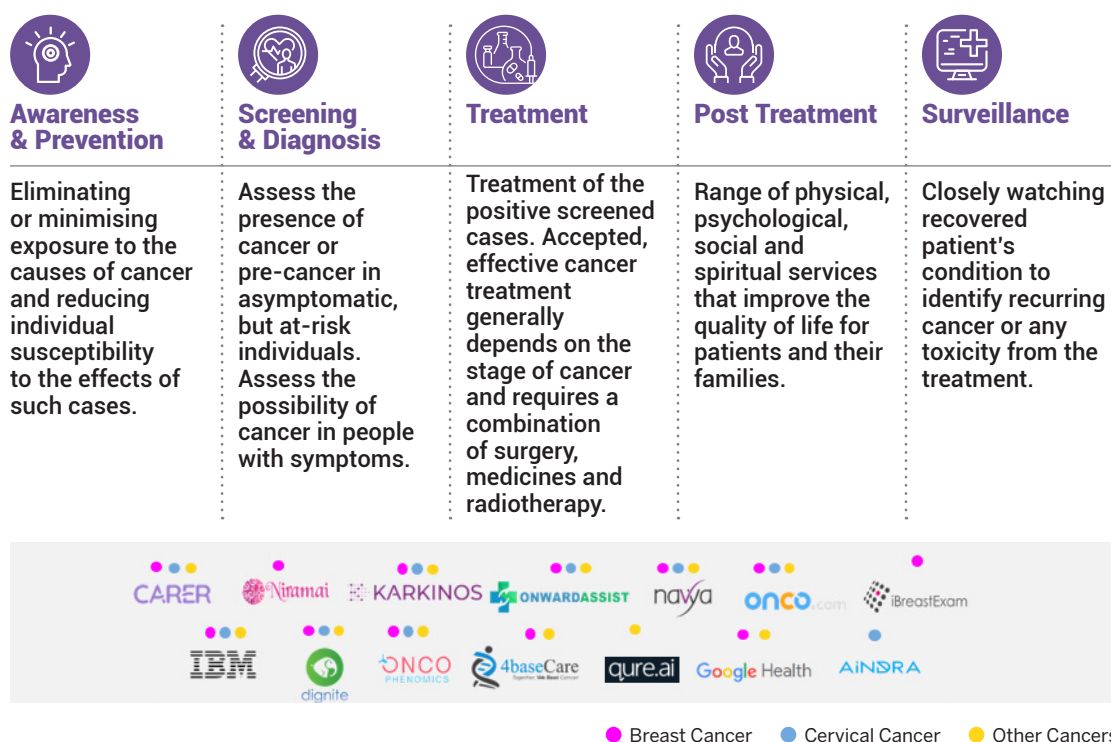 Awareness
& Prevention
Eliminating
or minimising
exposure to the
causes of cancer
and reducing
individual
susceptibility
to the effects of
such cases.
Screening
& Diagnosis
Assess the
presence of
cancer or
pre-cancer in
asymptomatic,
but at-risk
individuals.
Assess the
possibility of
cancer in people
with symptoms.
Treatment
Treatment of the
positive screened
cases. Accepted,
effective cancer
treatment
generally
depends on the
stage of cancer
and requires a
combination
of surgery,
medicines and
radiotherapy.
Post Treatment
Range of physical,
psychological,
social and
spiritual services
that improve the
quality of life for
patients and their
families.
Surveillance
Closely watching
recovered
patient's
condition to
identify recurring
cancer or any
toxicity from the
treatment.
CARER
Niramai
KARKINOS
ONWARDASSIST
navya
onco.com
iBreastExam
IBM
dignite
ONCO
PHENOMICS
4baseCare
Together, We Beat Cancer
qure.ai
Google Health
AiNDRA
Breast Cancer
Cervical Cancer
Other Cancers